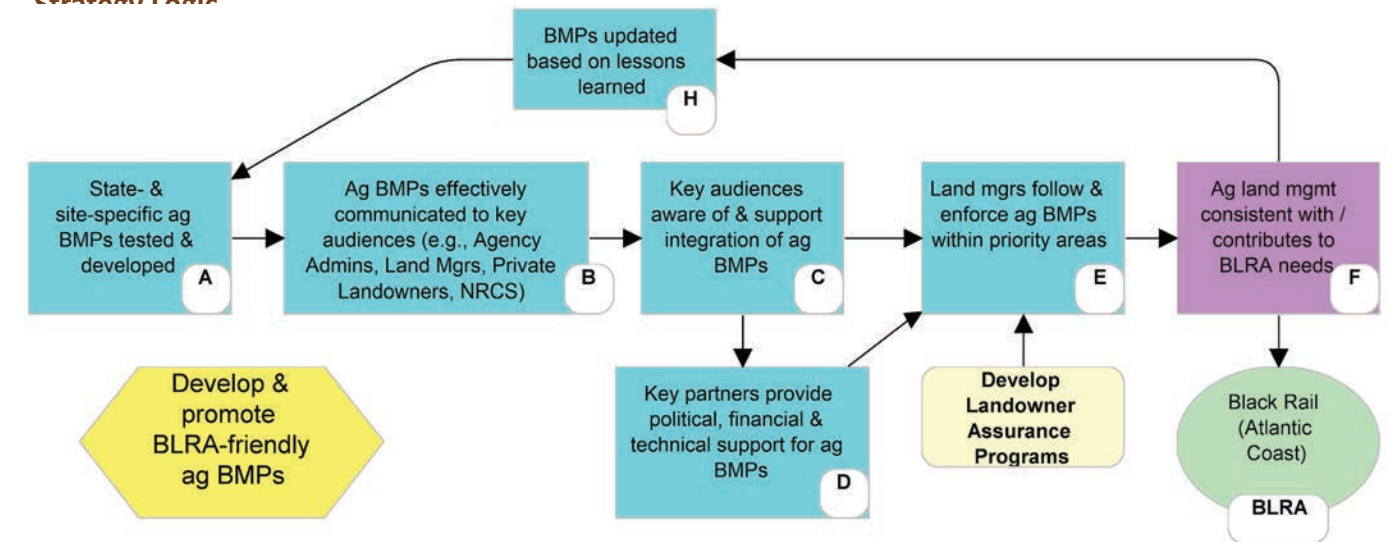 Strategy Logic
BMPs updated
based on lessons
learned
H
State- &
site-specific ag
BMPs tested &
developed
A
Ag BMPs effectively
communicated to key
audiences (e.g., Agency
Admins, Land Mgrs, Private
Landowners, NRCS)
B
Key audiences
aware of & support
integration of ag
BMPs
C
Land mgrs follow &
enforce ag BMPs
within priority areas
E
Ag land mgmt
consistent with /
contributes to
BLRA needs
F
Develop &
promote
BLRA-friendly
ag BMPs
Key partners provide
political, financial &
technical support for ag
BMPs
D
Develop
Landowner
Assurance
Programs
Black Rail
(Atlantic
Coast)
BLRA